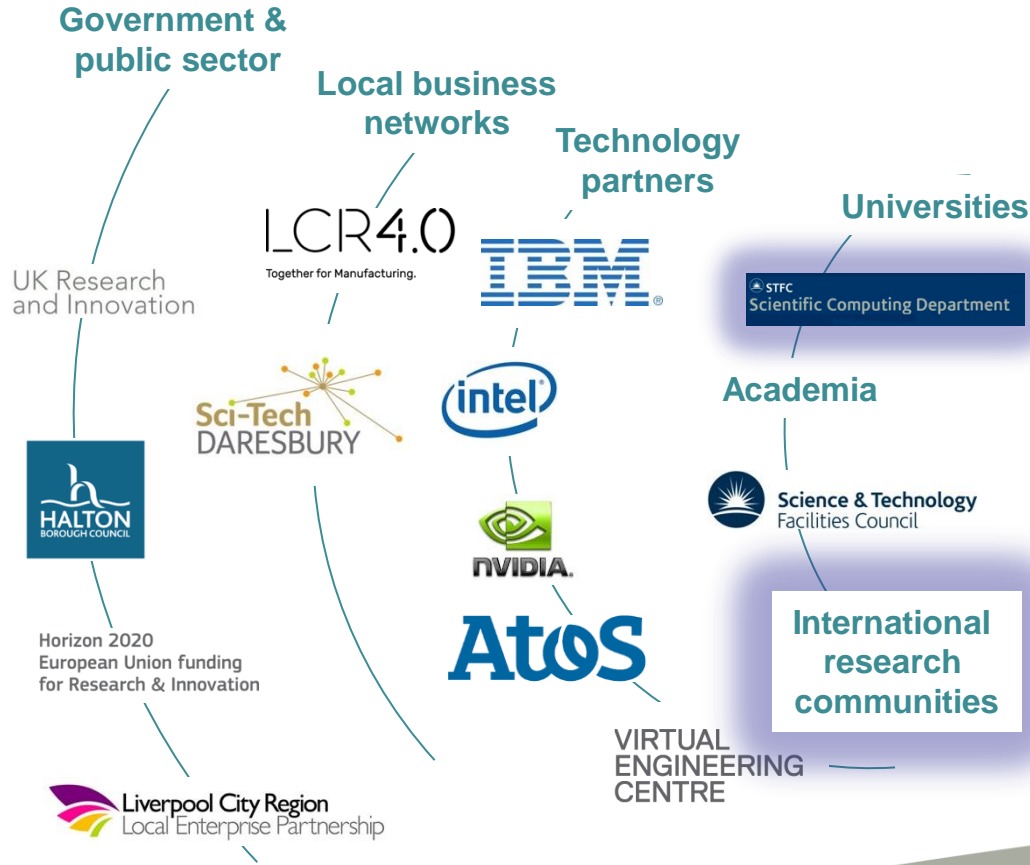 Government &
public sector
Local business
networks
Technology
partners
Universities
LCR4.0
Together for Manufacturing.
IBM®
UK Research
and Innovation
STFC
Scientific Computing Department
Sci-Tech
DARESBURY
intel®
Academia
HALTON
BOROUGH COUNCIL
Science & Technology
Facilities Council
nVIDIA.
International
research
communities
Horizon 2020
European Union funding
for Research & Innovation
Atos
VIRTUAL
ENGINEERING
CENTRE
Liverpool City Region
Local Enterprise Partnership